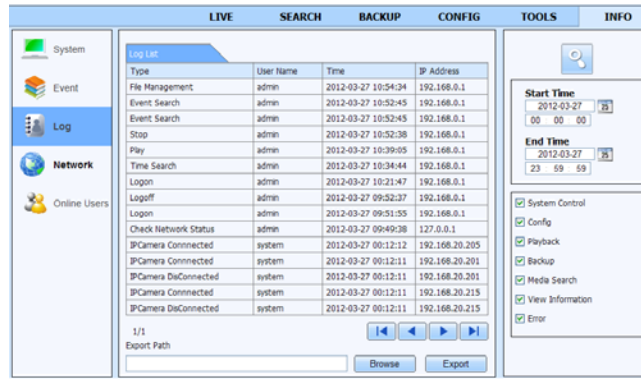 LIVE SEARCH BACKUP CONFIG TOOLS INFO
System
Event
Log
Network
Online Users
Log List
Type User Name Time IP Address
File Management admin 2012-03-27 10:54:34 192.168.0.1
Event Search admin 2012-03-27 10:52:45 192.168.0.1
Event Search admin 2012-03-27 10:52:45 192.168.0.1
Stop admin 2012-03-27 10:52:38 192.168.0.1
Play admin 2012-03-27 10:39:05 192.168.0.1
Time Search admin 2012-03-27 10:34:44 192.168.0.1
Logon admin 2012-03-27 10:21:47 192.168.0.1
Logoff admin 2012-03-27 09:52:37 192.168.0.1
Logon admin 2012-03-27 09:51:55 192.168.0.1
Check Network Status admin 2012-03-27 09:49:38 127.0.0.1
IPCamera Connnected system 2012-03-27 00:12:12 192.168.20.205
IPCamera Connnected system 2012-03-27 00:12:11 192.168.20.201
IPCamera DisConnected system 2012-03-27 00:12:11 192.168.20.201
IPCamera Connnected system 2012-03-27 00:12:11 192.168.20.215
IPCamera DisConnected system 2012-03-27 00:12:11 192.168.20.215
1/1
Export Path
Browse Export
Start Time
2012-03-27 25
00 : 00 : 00
End Time
2012-03-27 25
23 : 59 : 59
System Control
Config
Playback
Backup
Media Search
View Information
Error